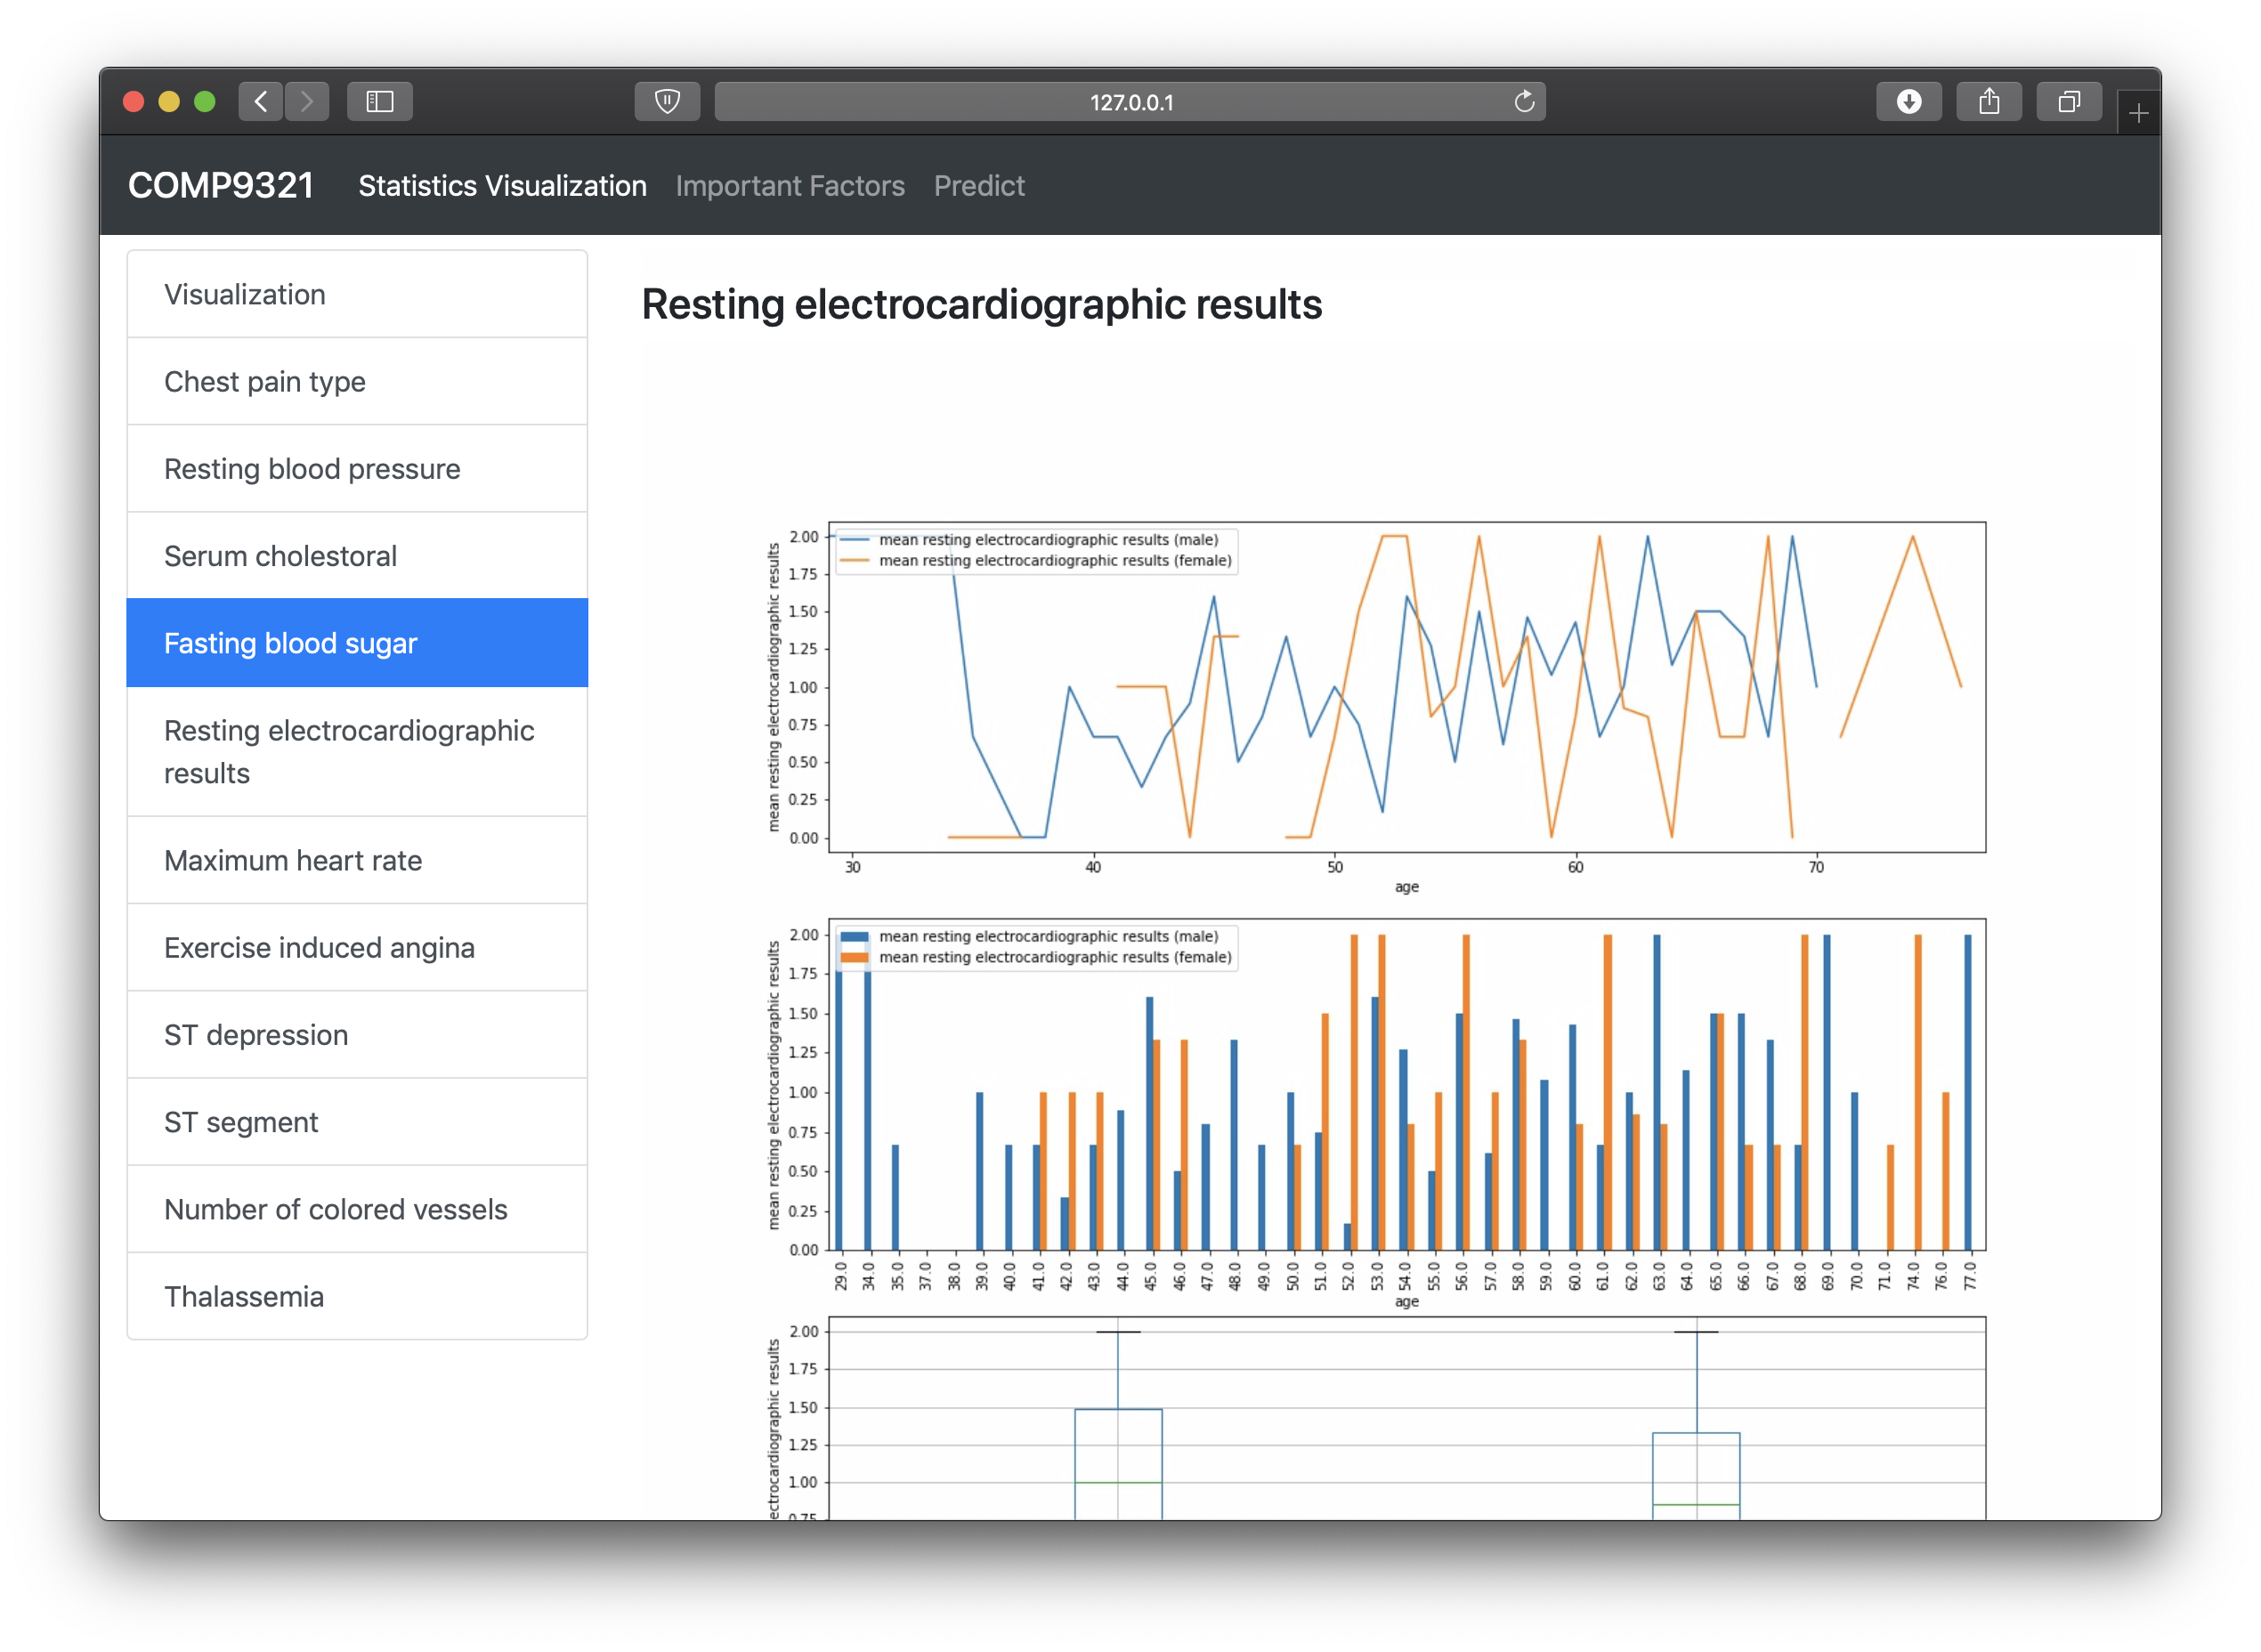 127.0.0.1
COMP9321 Statistics Visualization Important Factors Predict
Visualization
Chest pain type
Resting blood pressure
Serum cholestoral
Fasting blood sugar
Resting electrocardiographic
results
Maximum heart rate
Exercise induced angina
ST depression
ST segment
Number of colored vessels
Thalassemia
Resting electrocardiographic results
mean resting electrocardiographic results
2.00
1.75
1.50
1.25
1.00
0.75
0.50
0.25
0.00
mean resting electrocardiographic results (male)
mean resting electrocardiographic results (female)
30 40 50 60 70
age
mean resting electrocardiographic results
2.00
1.75
1.50
1.25
1.00
0.75
0.50
0.25
0.00
mean resting electrocardiographic results (male)
mean resting electrocardiographic results (female)
29.0 34.0 35.0 37.0 38.0 39.0 40.0 41.0 42.0 43.0 44.0 45.0 46.0 47.0 48.0 49.0 50.0 51.0 52.0 53.0 54.0 55.0 56.0 57.0 58.0 59.0 60.0 61.0 62.0 63.0 64.0 65.0 66.0 67.0 68.0 69.0 70.0 71.0 74.0 76.0 77.0
age
ectrocardiographic results
2.00
1.75
1.50
1.25
1.00
0.75